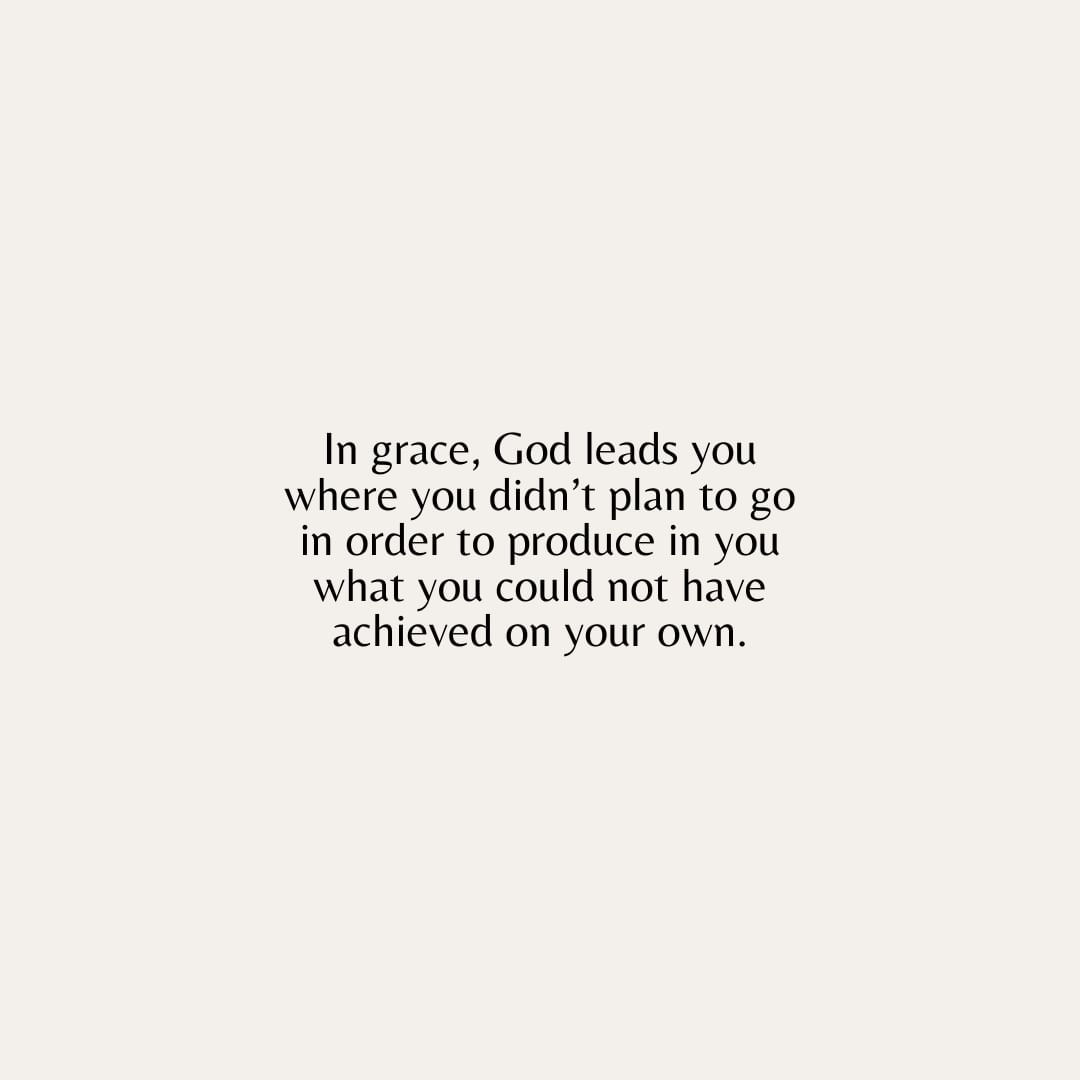 In grace, God leads you
where you didn’t plan to go
in order to produce in you
what you could not have
achieved on your own.